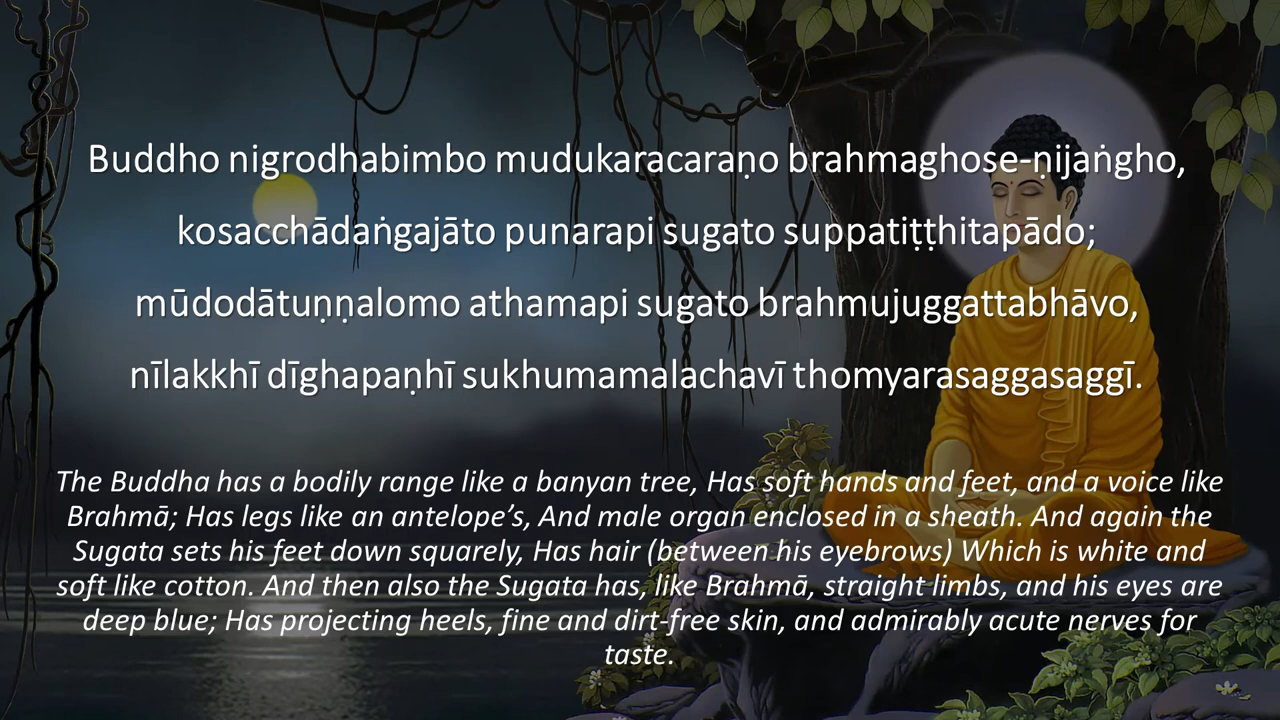 Buddho nigrodhabimbo mudukaracaraṇo brahmaghose-ṇijaṅgho,
kosacchādaṅgajāto punarapi sugato suppatiṭṭhitapādo;
mūdodātuṇṇalomo athamapi sugato brahmujuggattabhāvo,
nīlakkhī dīghapaṇhī sukhumamalachavī thomyarasaggasaggī.
The Buddha has a bodily range like a banyan tree, Has soft hands and feet, and a voice like
Brahmā; Has legs like an antelope’s, And male organ enclosed in a sheath. And again the
Sugata sets his feet down squarely, Has hair (between his eyebrows) Which is white and
soft like cotton. And then also the Sugata has, like Brahmā, straight limbs, and his eyes are
deep blue; Has projecting heels, fine and dirt-free skin, and admirably acute nerves for
taste.